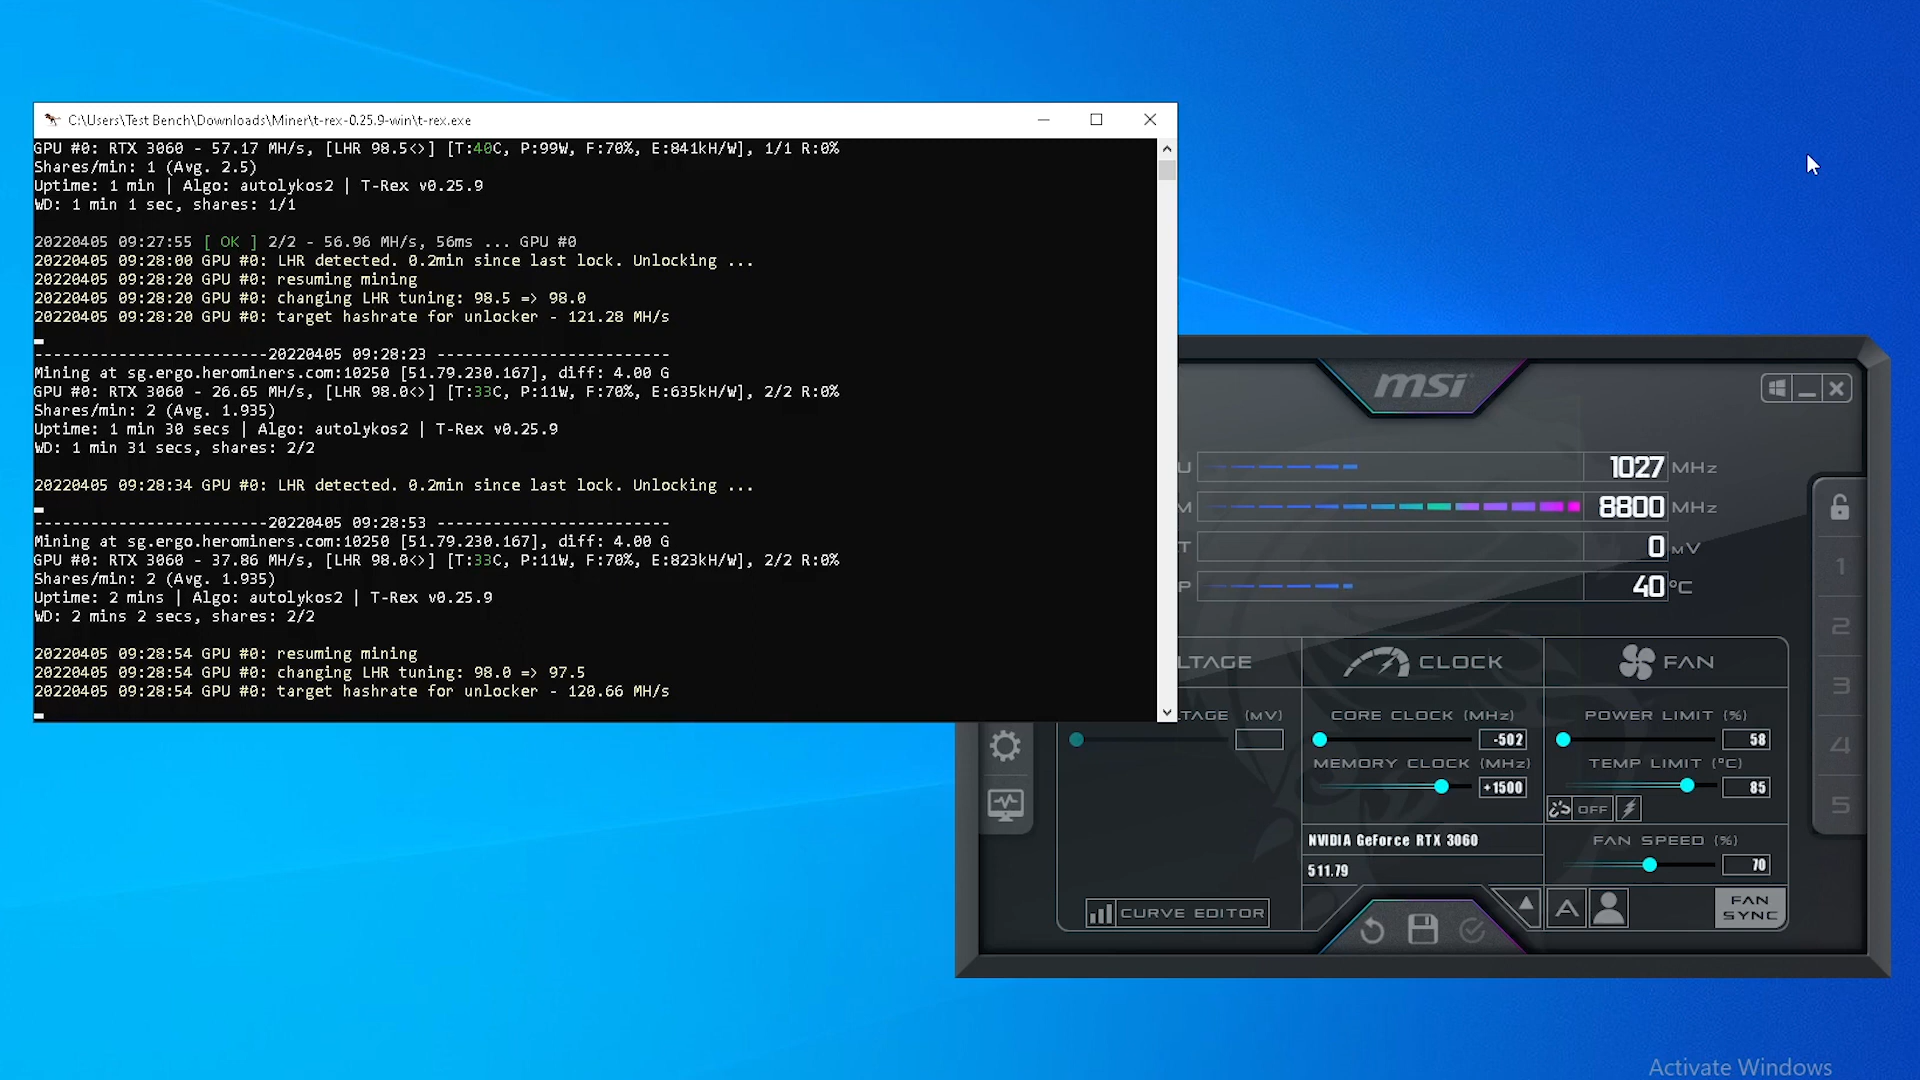 C:\Users\Test Bench\Downloads\Miner\t-rex-0.25.9-win\t-rex.exe
GPU #0: RTX 3060 - 57.17 MH/s, [LHR 98.5<>] [T:40C, P:99W, F:70%, E:841kH/W], 1/1 R:0%
Shares/min: 1 (Avg. 2.5)
Uptime: 1 min | Algo: autolykos2 | T-Rex v0.25.9
WD: 1 min 1 sec, shares: 1/1
20220405 09:27:55 [ OK ] 2/2 - 56.96 MH/s, 56ms ... GPU #0
20220405 09:28:00 GPU #0: LHR detected. 0.2min since last lock. Unlocking ...
20220405 09:28:20 GPU #0: resuming mining
20220405 09:28:20 GPU #0: changing LHR tuning: 98.5 => 98.0
20220405 09:28:20 GPU #0: target hashrate for unlocker - 121.28 MH/s
-------------------------20220405 09:28:23 -------------------------
Mining at sg.ergo.herominers.com:10250 [51.79.230.167], diff: 4.00 G
GPU #0: RTX 3060 - 26.65 MH/s, [LHR 98.0<>] [T:33C, P:11W, F:70%, E:635kH/W], 2/2 R:0%
Shares/min: 2 (Avg. 1.935)
Uptime: 1 min 30 secs | Algo: autolykos2 | T-Rex v0.25.9
WD: 1 min 31 secs, shares: 2/2
20220405 09:28:34 GPU #0: LHR detected. 0.2min since last lock. Unlocking ...
-------------------------20220405 09:28:53 -------------------------
Mining at sg.ergo.herominers.com:10250 [51.79.230.167], diff: 4.00 G
GPU #0: RTX 3060 - 37.86 MH/s, [LHR 98.0<>] [T:33C, P:11W, F:70%, E:823kH/W], 2/2 R:0%
Shares/min: 2 (Avg. 1.935)
Uptime: 2 mins | Algo: autolykos2 | T-Rex v0.25.9
WD: 2 mins 2 secs, shares: 2/2
20220405 09:28:54 GPU #0: resuming mining
20220405 09:28:54 GPU #0: changing LHR tuning: 98.0 => 97.5
20220405 09:28:54 GPU #0: target hashrate for unlocker - 120.66 MH/s
msi
U 1027 MHz
M 8800 MHz
T 0 MV
P 40 °C
1
2
3
4
5
LTAGE
CLOCK
FAN
TAGE (MV)
CORE CLOCK (MHz)
-502
POWER LIMIT (%)
58
MEMORY CLOCK (MHz)
+1500
TEMP LIMIT (°C)
85
OFF
NVIDIA GeForce RTX 3060
511.79
FAN SPEED (%)
70
CURVE EDITOR
A
FAN
SYNC
Activate Windows